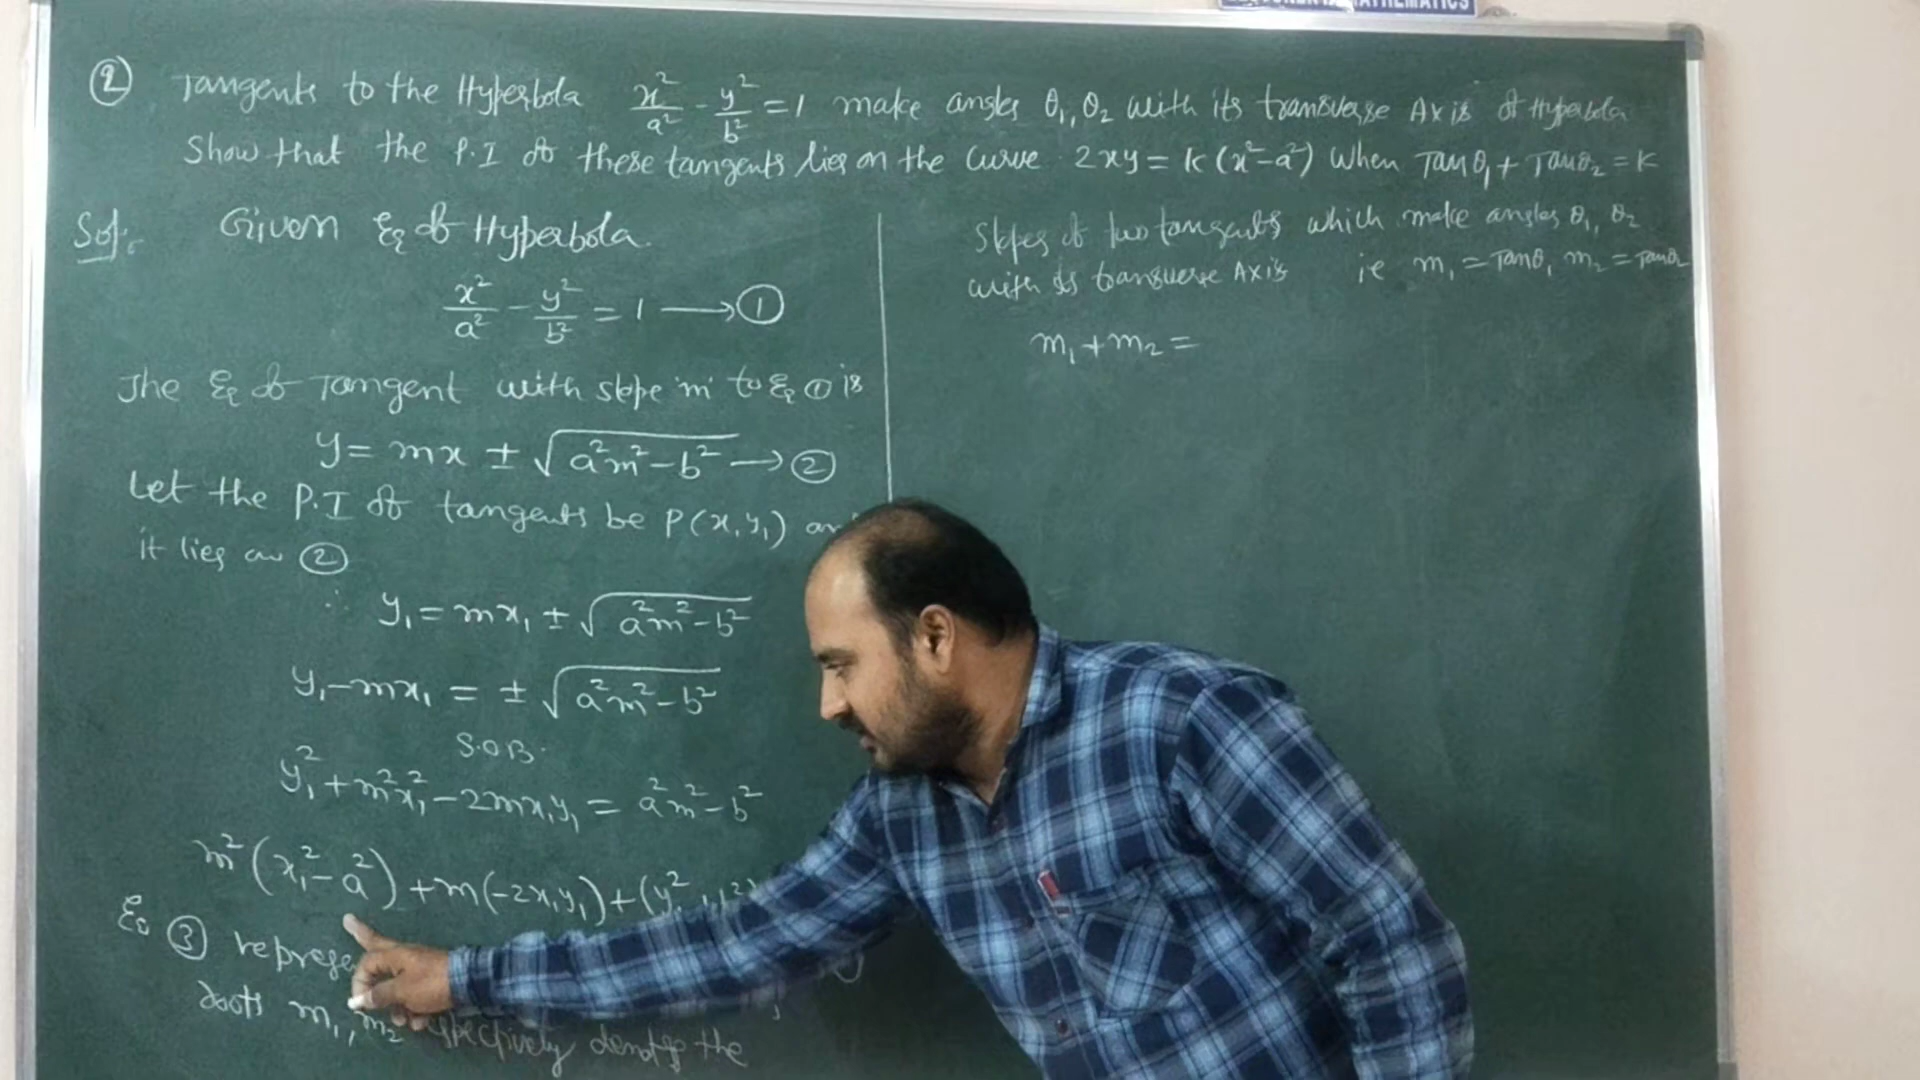 LECTURER IN MATHEMATICS
② Tangents to the Hyperbola x²/a² - y²/b² = 1 make angles θ₁, θ₂ with its transverse Axis of Hyperbola
Show that the P.I of these tangents lies on the curve 2xy = k(x²-a²) when Tanθ₁ + Tanθ₂ = k
Sol:
Given Eq of Hyperbola.
x²/a² - y²/b² = 1 → ①
The Eq of Tangent with slope 'm' to Eq ① is
y = mx ± √a²m²-b² → ②
Let the P.I of tangents be P(x,y₁)
it lies on ②
∴ y₁ = mx₁ ± √a²m²-b²
y₁-mx₁ = ± √a²m²-b²
S.O.B.
y₁²+m²x₁²-2mx₁y₁ = a²m²-b²
m²(x₁²-a²)+m(-2x₁y₁)+(y₁²+b²)
Eq ③
roots m₁, m₂ respectively denotes the
Slopes of two tangents which make angles θ₁, θ₂
with its transverse Axis ie m₁ = Tanθ₁ m₂ = Tanθ₂
m₁+m₂ =